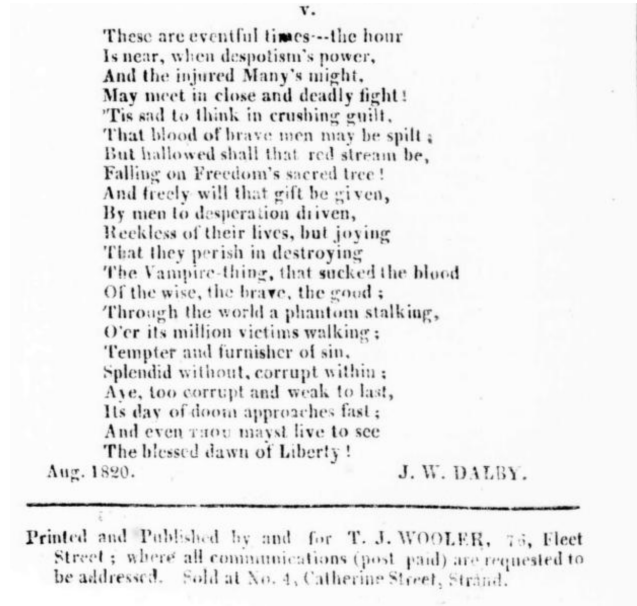 V.
These are eventful times---the hour
Is near, when despotism's power,
And the injured Many's might,
May meet in close and deadly fight!
'Tis sad to think in crushing guilt,
That blood of brave men may be spilt;
But hallowed shall that red stream be,
Falling on Freedom's sacred tree!
And freely will that gift be given,
By men to desperation driven,
Reckless of their lives, but joying
That they perish in destroying
The Vampire-thing, that sucked the blood
Of the wise, the brave, the good;
Through the world a phantom stalking,
O'er its million victims walking;
Tempter and furnisher of sin,
Splendid without, corrupt within;
Aye, too corrupt and weak to last,
Its day of doom approaches fast;
And even THOU mayst live to see
The blessed dawn of Liberty!
Aug. 1820. J. W. DALBY.
Printed and Published by and for T. J. WOOLER, 76, Fleet
Street; where all communications (post paid) are requested to
be addressed. Sold at No. 4, Catherine Street, Strand.